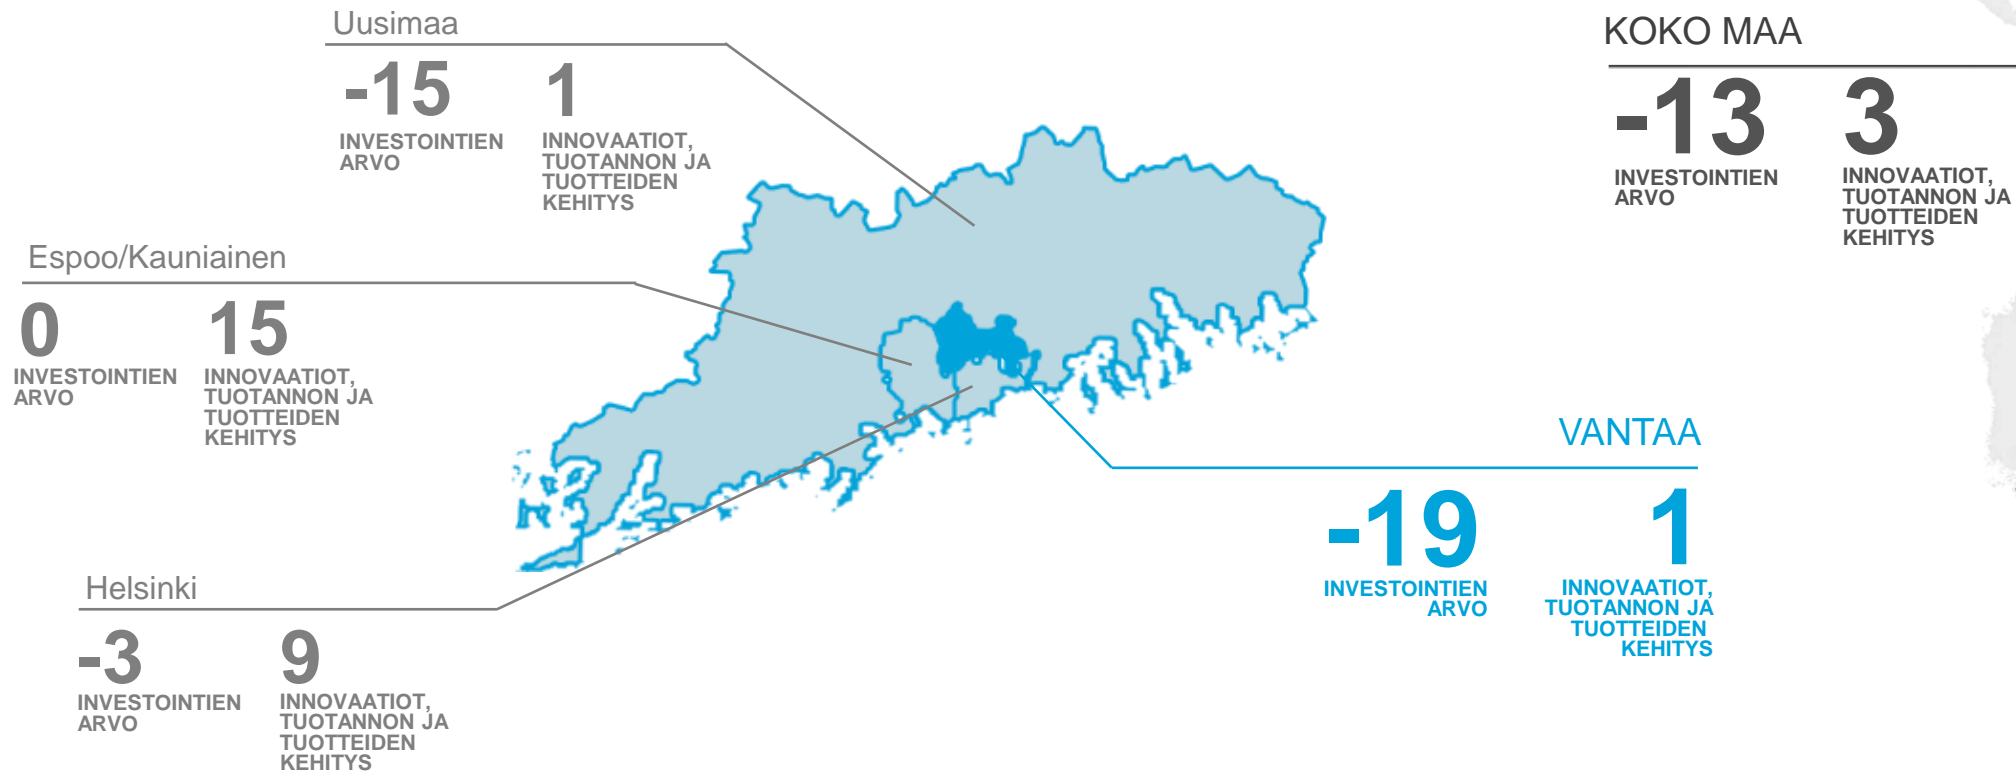 Uusimaa
-15
1
INVESTOINTIEN
ARVO
INNOVAATIOT,
TUOTANNON JA
TUOTTEIDEN
KEHITYS
KOKO MAA
-13
3
INVESTOINTIEN
ARVO
INNOVAATIOT,
TUOTANNON JA
TUOTTEIDEN
KEHITYS
Espoo/Kauniainen
0
15
INVESTOINTIEN
ARVO
INNOVAATIOT,
TUOTANNON JA
TUOTTEIDEN
KEHITYS
VANTAA
-19
1
INVESTOINTIEN
ARVO
INNOVAATIOT,
TUOTANNON JA
TUOTTEIDEN
KEHITYS
Helsinki
-3
9
INVESTOINTIEN
ARVO
INNOVAATIOT,
TUOTANNON JA
TUOTTEIDEN
KEHITYS